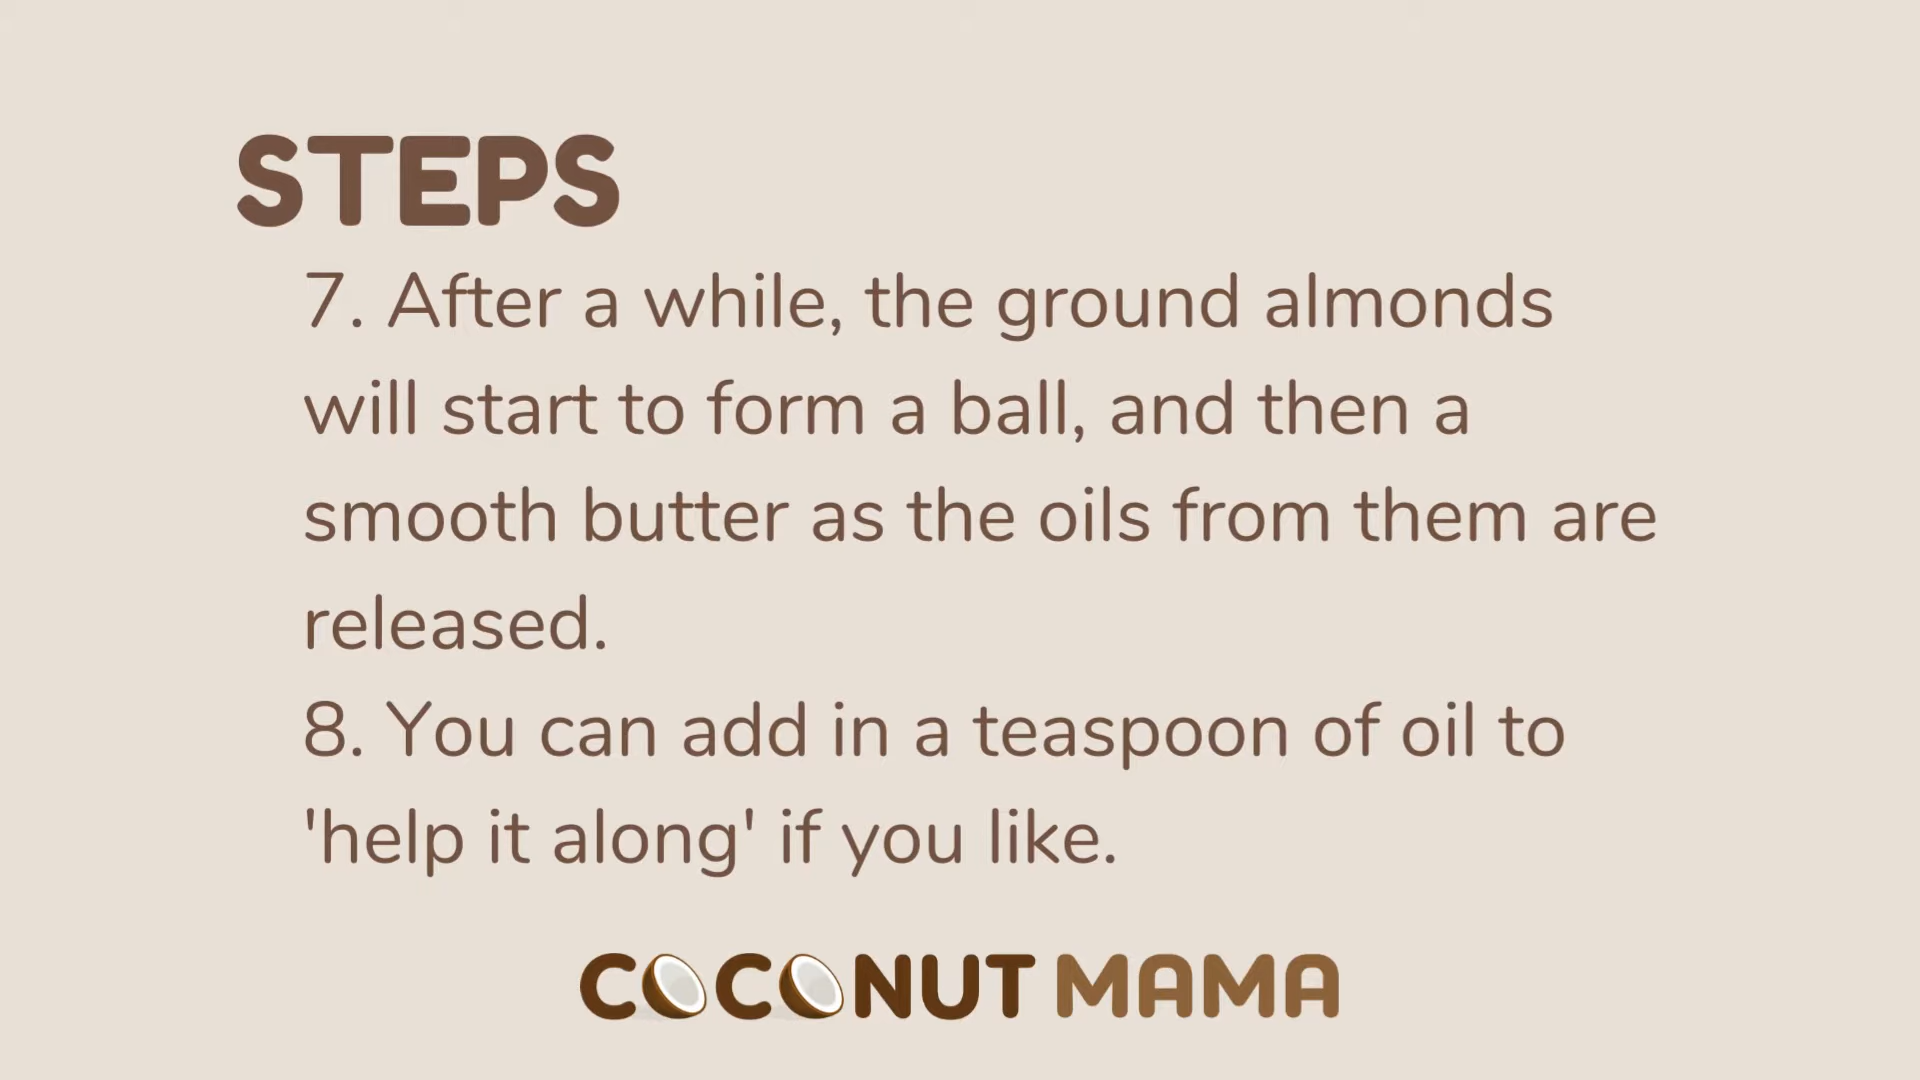 STEPS
7. After a while, the ground almonds
will start to form a ball, and then a
smooth butter as the oils from them are
released.
8. You can add in a teaspoon of oil to
'help it along' if you like.
COCONUT MAMA